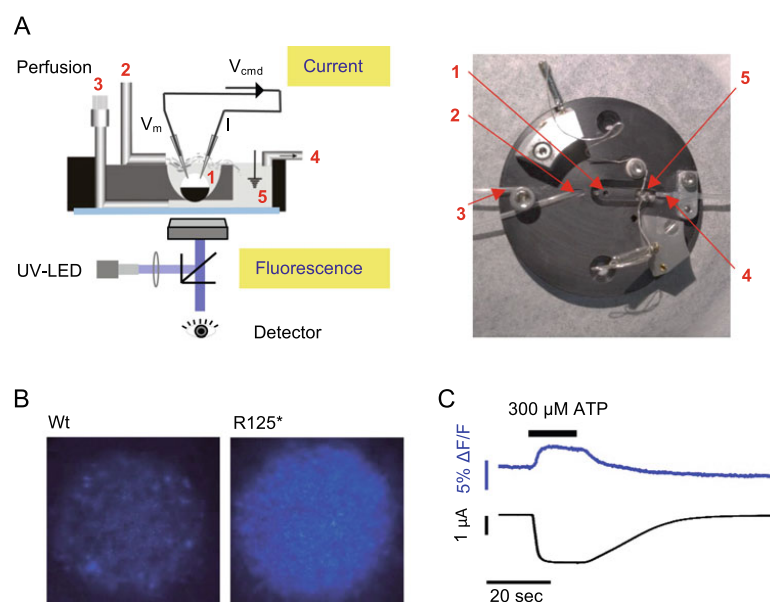 A
Perfusion
3
2
V_cmd
Current
V_m
I
1
4
5
UV-LED
Fluorescence
Detector
1
2
3
5
4
B
Wt
R125*
C
300 µM ATP
5% ΔF/F
1 µA
20 sec